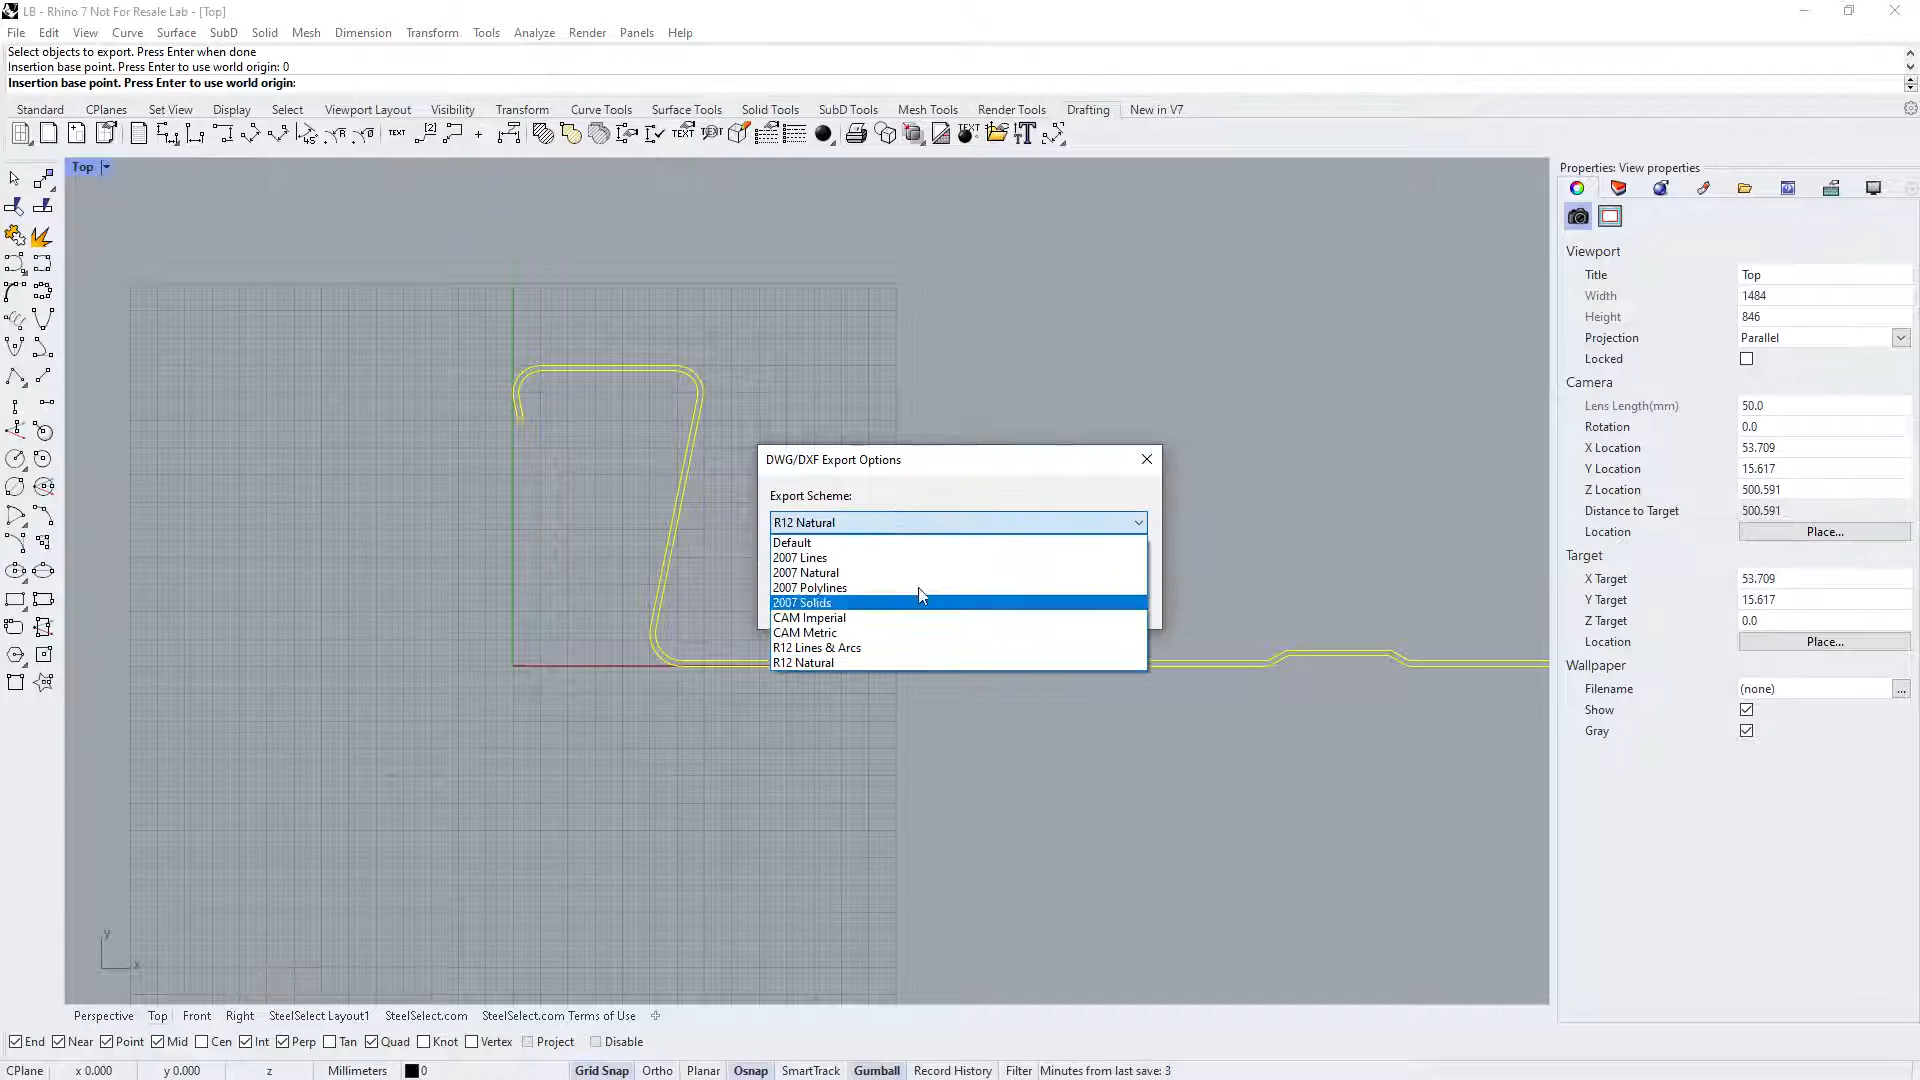 LB - Rhino 7 Not For Resale Lab - [Top]
File Edit View Curve Surface SubD Solid Mesh Dimension Transform Tools Analyze Render Panels Help
Select objects to export. Press Enter when done
Insertion base point. Press Enter to use world origin: 0
Insertion base point. Press Enter to use world origin:
Standard CPlanes Set View Display Select Viewport Layout Visibility Transform Curve Tools Surface Tools Solid Tools SubD Tools Mesh Tools Render Tools Drafting New in V7
Top
Properties: View properties
Viewport
Title Top
Width 1484
Height 846
Projection Parallel
Locked
Camera
Lens Length(mm) 50.0
Rotation 0.0
X Location 53.709
Y Location 15.617
Z Location 500.591
Distance to Target 500.591
Location Place...
Target
X Target 53.709
Y Target 15.617
Z Target 0.0
Location Place...
Wallpaper
Filename (none) ...
Show
Gray
DWG/DXF Export Options
Export Scheme:
R12 Natural
Default
2007 Lines
2007 Natural
2007 Polylines
2007 Solids
CAM Imperial
CAM Metric
R12 Lines & Arcs
R12 Natural
y
x
Perspective Top Front Right SteelSelect Layout1 SteelSelect.com SteelSelect.com Terms of Use
End Near Point Mid Cen Int Perp Tan Quad Knot Vertex Project Disable
CPlane x 0.000 y 0.000 z Millimeters 0 Grid Snap Ortho Planar Osnap SmartTrack Gumball Record History Filter Minutes from last save: 3